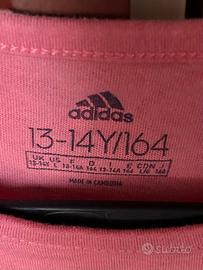 adidas
13-14Y/164
UK US F D I E CDN J
MADE IN CAMBODIA
subito